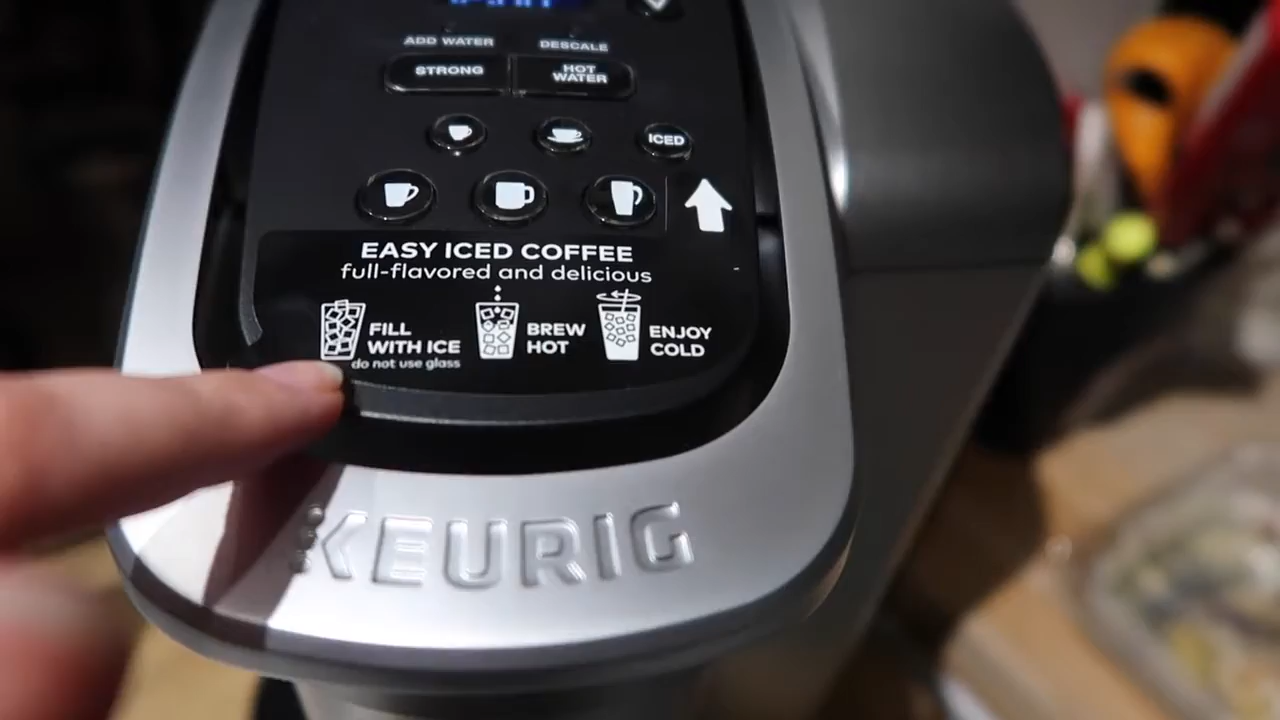 ADD WATER DESCALE
STRONG HOT WATER
ICED
EASY ICED COFFEE
full-flavored and delicious
FILL WITH ICE
do not use glass
BREW HOT
ENJOY COLD
KEURIG